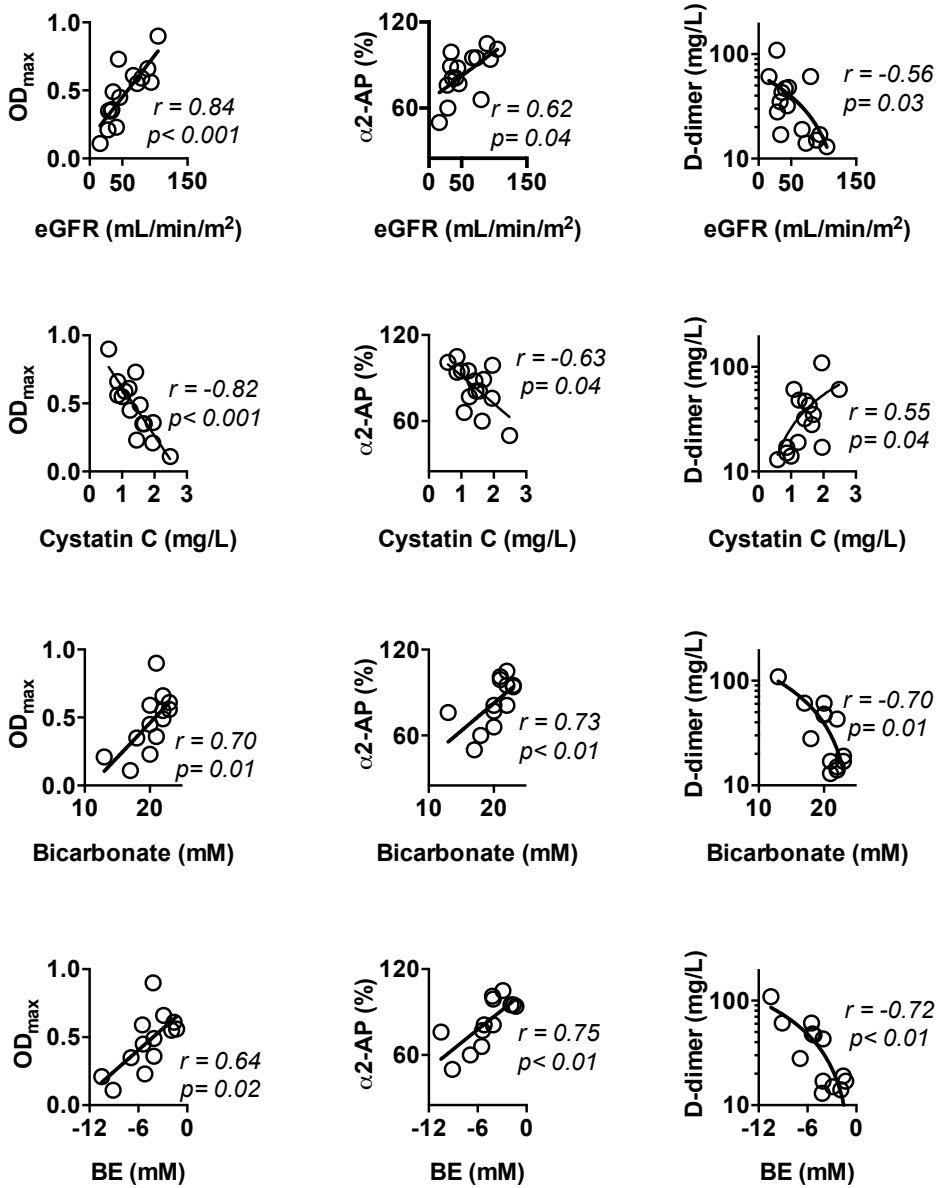 1.0
0.5
0.0
OD_max
r = 0.84
p< 0.001
0 50 150
eGFR (mL/min/m²)
120
60
α2-AP (%)
r = 0.62
p= 0.04
0 50 150
eGFR (mL/min/m²)
100
10
D-dimer (mg/L)
r = -0.56
p= 0.03
0 50 150
eGFR (mL/min/m²)
1.0
0.5
0.0
OD_max
r = -0.82
p< 0.001
0 1 2 3
Cystatin C (mg/L)
120
60
α2-AP (%)
r = -0.63
p= 0.04
0 1 2 3
Cystatin C (mg/L)
100
10
D-dimer (mg/L)
r = 0.55
p= 0.04
0 1 2 3
Cystatin C (mg/L)
1.0
0.5
0.0
OD_max
r = 0.70
p= 0.01
10 20
Bicarbonate (mM)
120
60
α2-AP (%)
r = 0.73
p< 0.01
10 20
Bicarbonate (mM)
100
10
D-dimer (mg/L)
r = -0.70
p= 0.01
10 20
Bicarbonate (mM)
1.0
0.5
0.0
OD_max
r = 0.64
p= 0.02
-12 -6 0
BE (mM)
120
60
α2-AP (%)
r = 0.75
p< 0.01
-12 -6 0
BE (mM)
100
10
D-dimer (mg/L)
r = -0.72
p< 0.01
-12 -6 0
BE (mM)